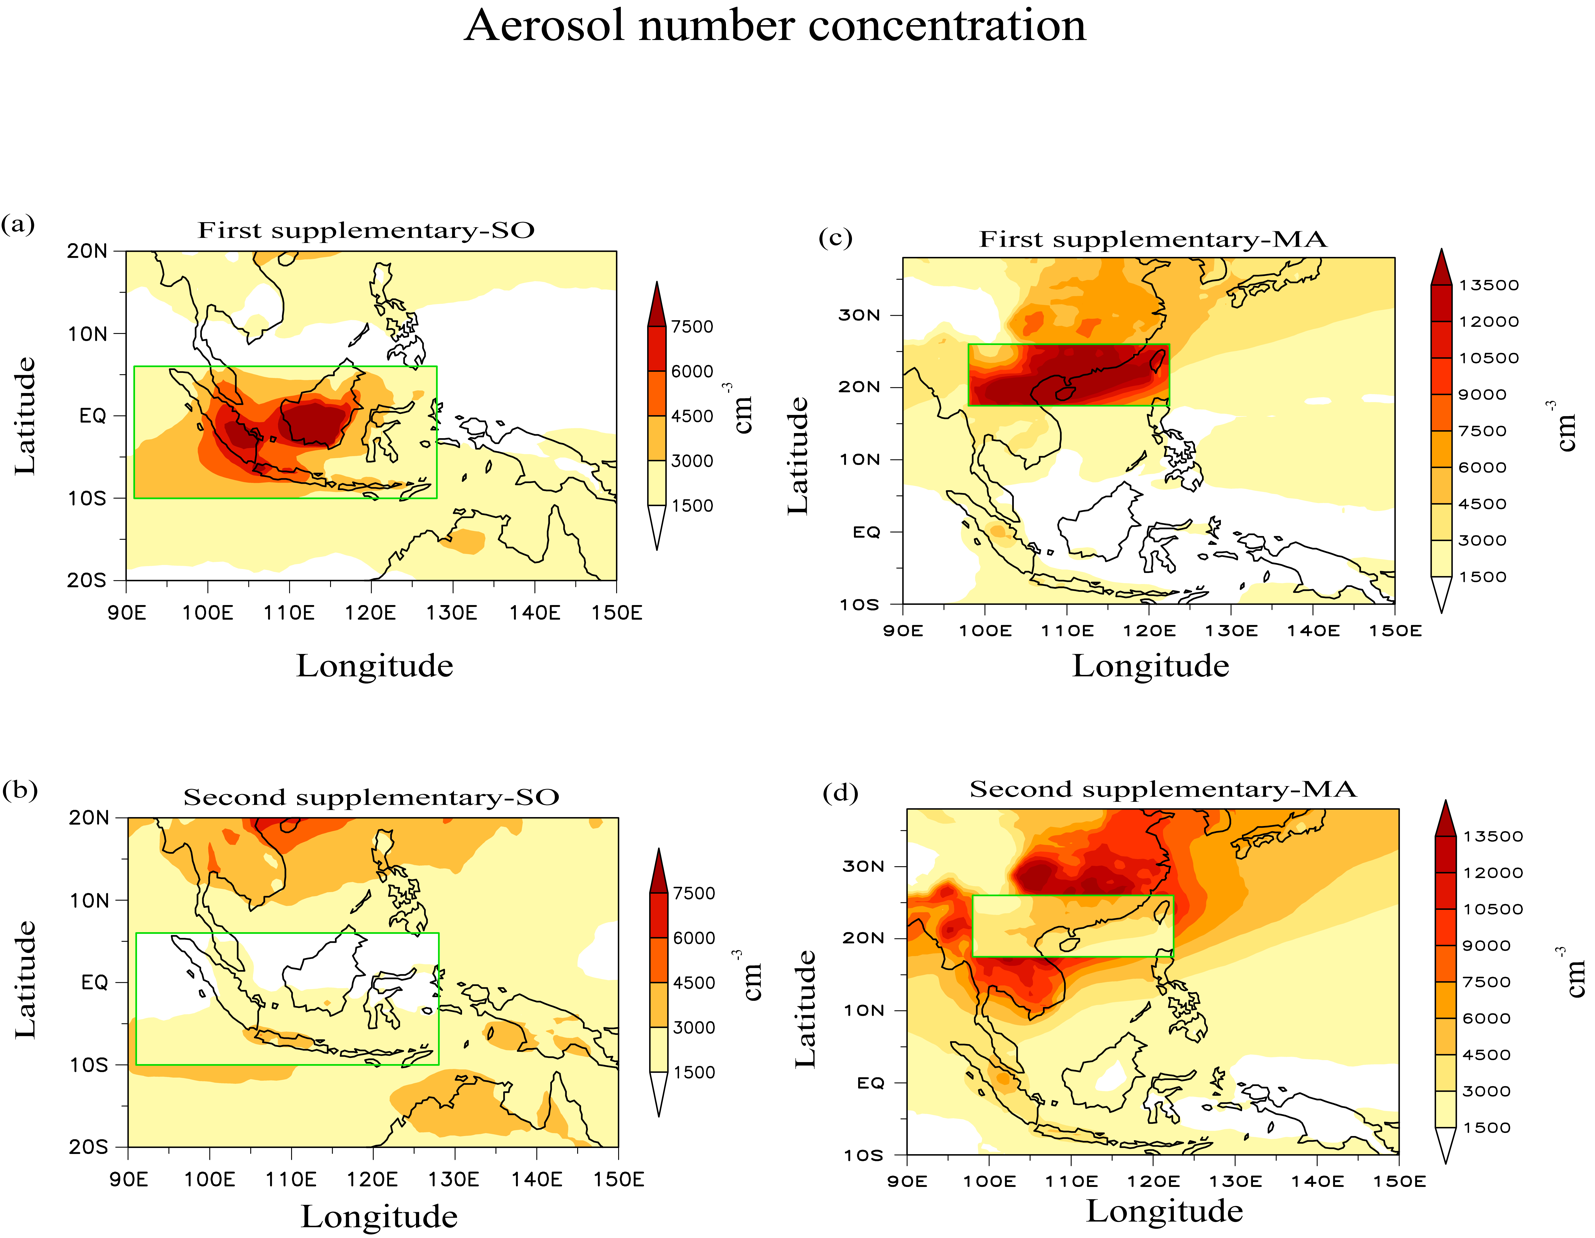 Aerosol number concentration
(a)
First supplementary-SO
20N
10N
EQ
10S
20S
Latitude
90E 100E 110E 120E 130E 140E 150E
Longitude
7500
6000
4500
3000
1500
cm-3
(c)
First supplementary-MA
30N
20N
10N
EQ
10S
Latitude
90E 100E 110E 120E 130E 140E 150E
Longitude
13500
12000
10500
9000
7500
6000
4500
3000
1500
cm-3
(b)
Second supplementary-SO
20N
10N
EQ
10S
20S
Latitude
90E 100E 110E 120E 130E 140E 150E
Longitude
7500
6000
4500
3000
1500
cm-3
(d)
Second supplementary-MA
30N
20N
10N
EQ
10S
Latitude
90E 100E 110E 120E 130E 140E 150E
Longitude
13500
12000
10500
9000
7500
6000
4500
3000
1500
cm-3